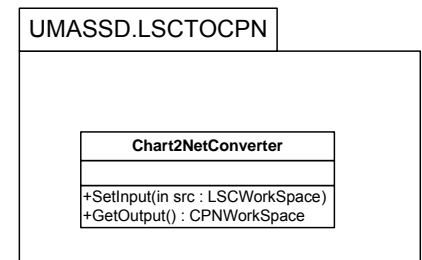 UMASSD.LSCTOCPN
Chart2NetConverter
+SetInput(in src : LSCWorkSpace)
+GetOutput() : CPNWorkSpace